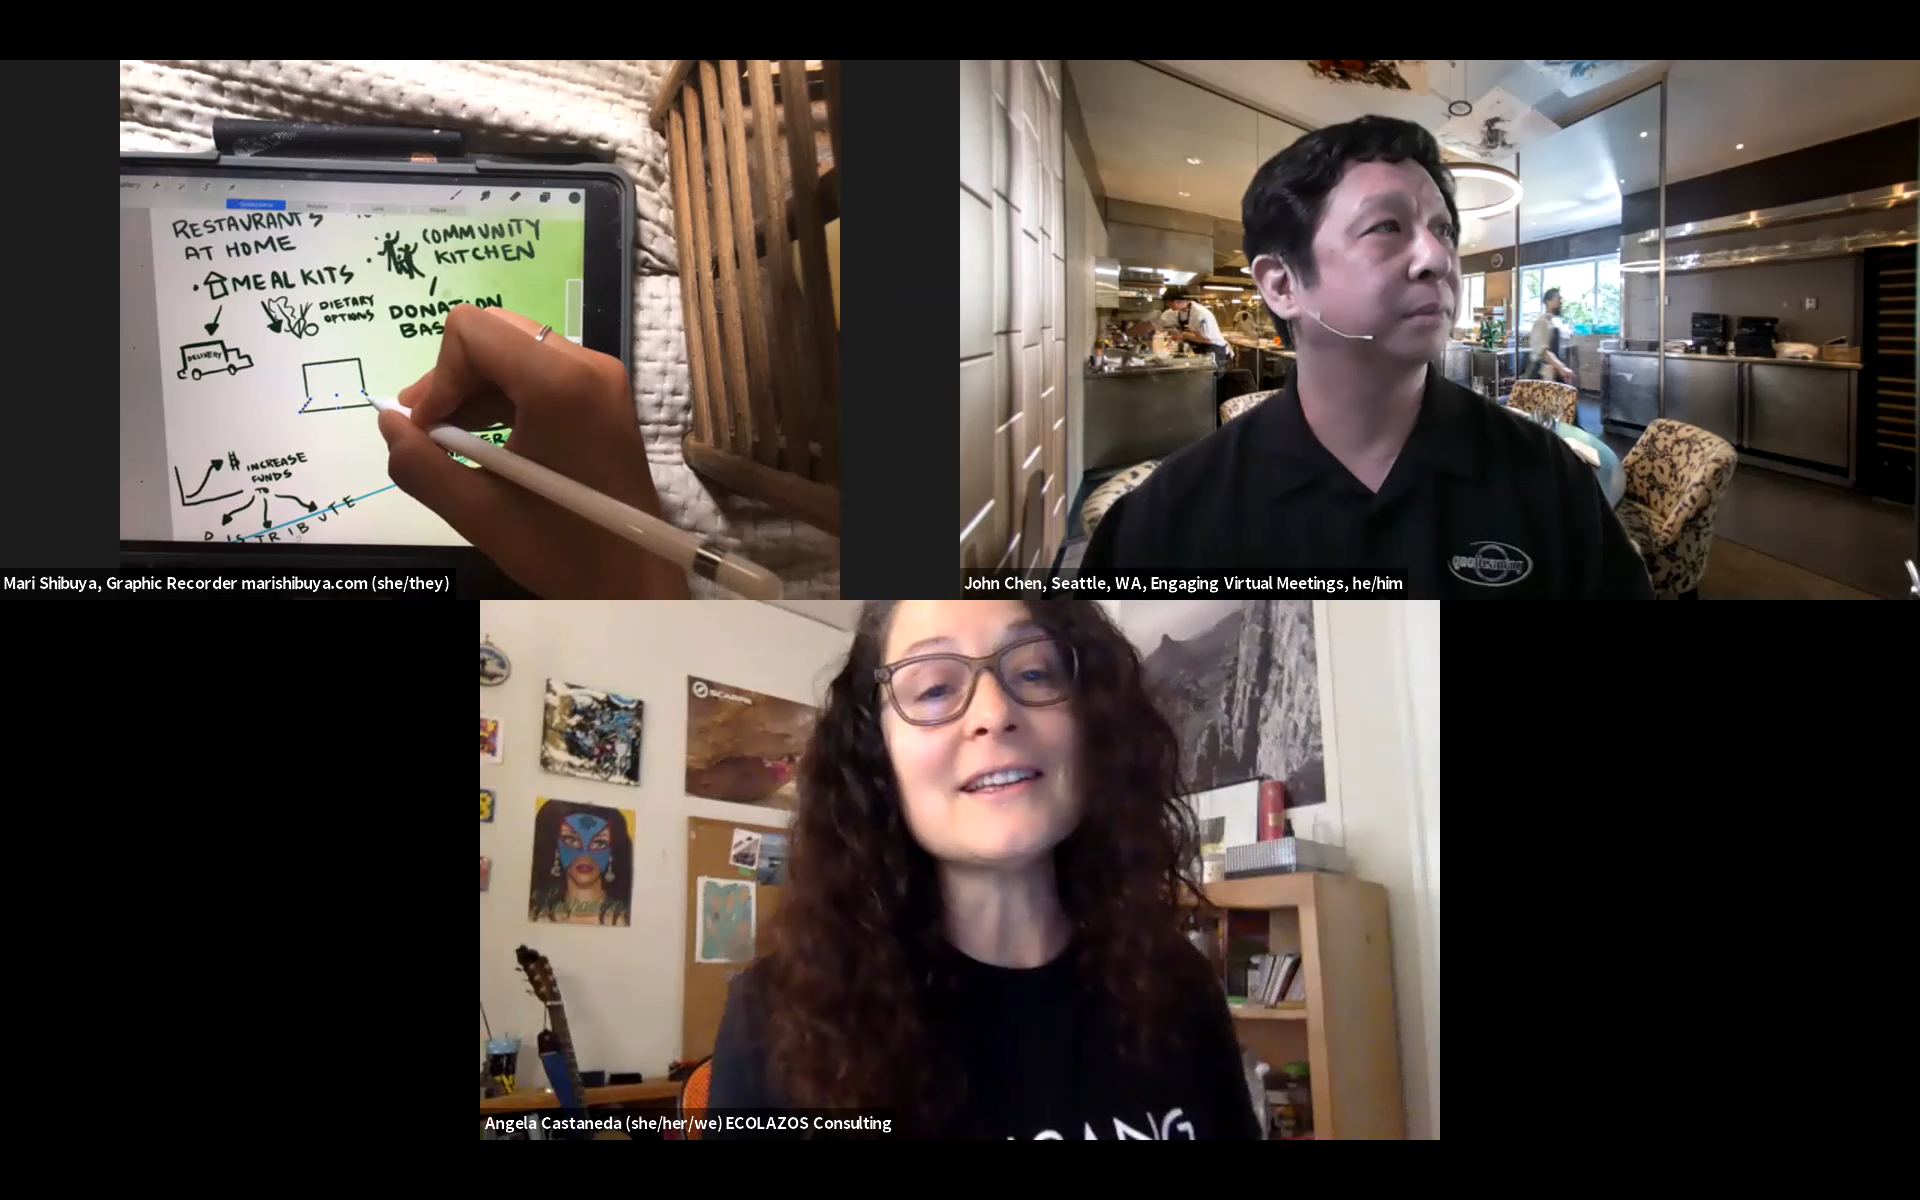 RESTAURANTS
AT HOME
MEAL KITS
DIETARY
OPTIONS
DELIVERY
COMMUNITY
KITCHEN
DONATION
$ INCREASE
FUNDS
TO
DISTRIBUTE
Mari Shibuya, Graphic Recorder marishibuya.com (she/they)
John Chen, Seattle, WA, Engaging Virtual Meetings, he/him
SCARPA
Angela Castaneda (she/her/we) ECOLAZOS Consulting